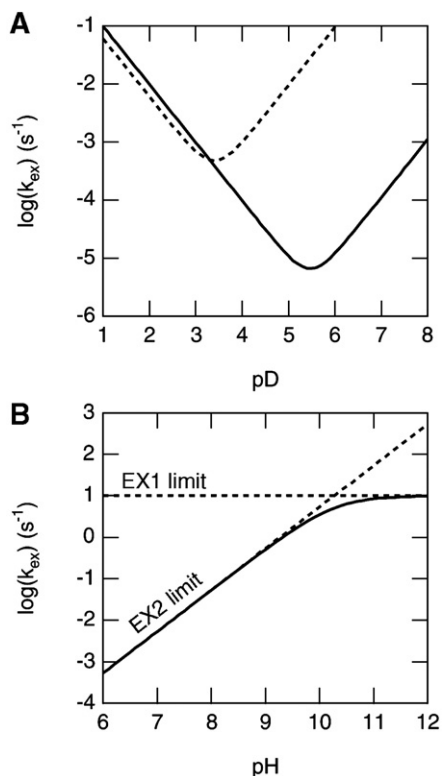 A
-1
-2
-3
-4
-5
-6
log(k_ex) (s⁻¹)
1 2 3 4 5 6 7 8
pD
B
3
2
1
0
-1
-2
-3
-4
log(k_ex) (s⁻¹)
EX1 limit
EX2 limit
6 7 8 9 10 11 12
pH